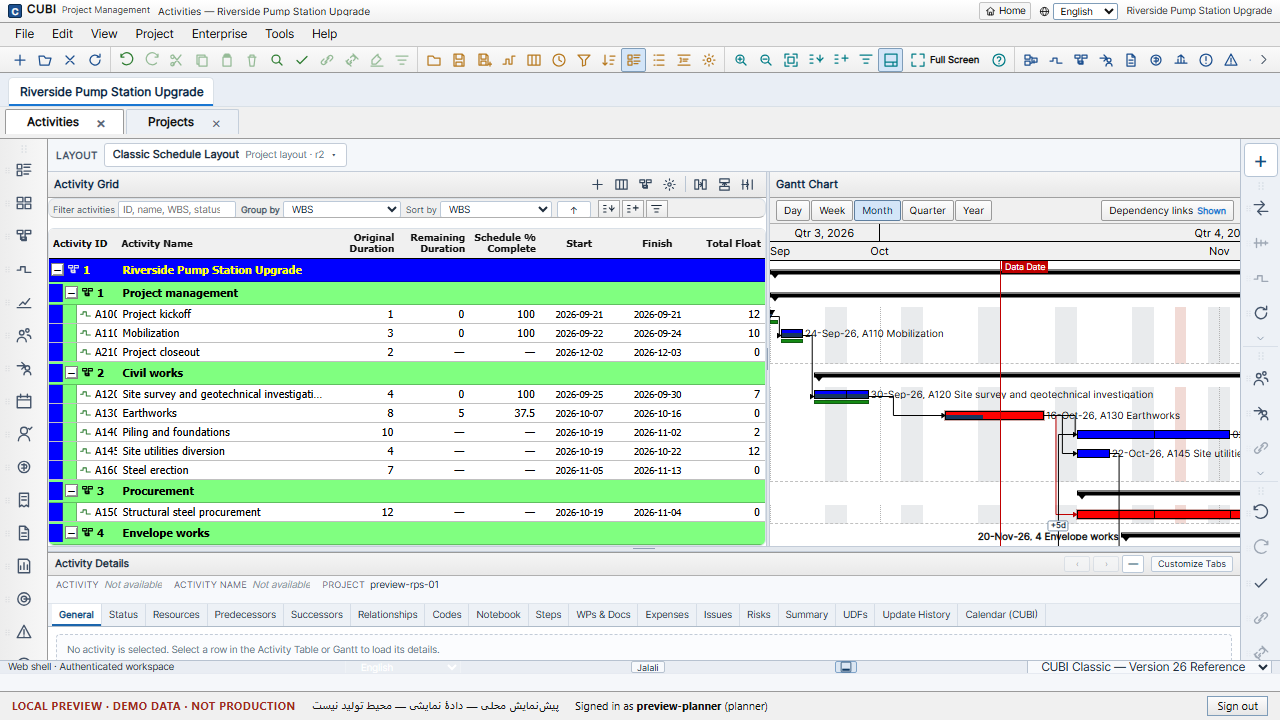 CUBI Project Management Activities — Riverside Pump Station Upgrade Home English Riverside Pump Station Upgrade
File Edit View Project Enterprise Tools Help
Full Screen
Riverside Pump Station Upgrade
Activities Projects
LAYOUT Classic Schedule Layout Project layout · r2
Activity Grid
Filter activities ID, name, WBS, status Group by WBS Sort by WBS
Activity ID Activity Name Original Duration Remaining Duration Schedule % Complete Start Finish Total Float
1 Riverside Pump Station Upgrade
1 Project management
A100 Project kickoff 1 0 100 2026-09-21 2026-09-21 12
A110 Mobilization 3 0 100 2026-09-22 2026-09-24 10
A210 Project closeout 2 — — 2026-12-02 2026-12-03 0
2 Civil works
A120 Site survey and geotechnical investigati... 4 0 100 2026-09-25 2026-09-30 7
A130 Earthworks 8 5 37.5 2026-10-07 2026-10-16 0
A140 Piling and foundations 10 — — 2026-10-19 2026-11-02 2
A145 Site utilities diversion 4 — — 2026-10-19 2026-10-22 12
A160 Steel erection 7 — — 2026-11-05 2026-11-13 0
3 Procurement
A150 Structural steel procurement 12 — — 2026-10-19 2026-11-04 0
4 Envelope works
Gantt Chart
Day Week Month Quarter Year Dependency links Shown
Qtr 3, 2026 Qtr 4, 20
Sep Oct Nov
Data Date
24-Sep-26, A110 Mobilization
30-Sep-26, A120 Site survey and geotechnical investigation
16-Oct-26, A130 Earthworks
22-Oct-26, A145 Site utilitie
+5d
20-Nov-26, 4 Envelope works
Activity Details
Customize Tabs
ACTIVITY Not available ACTIVITY NAME Not available PROJECT preview-rps-01
General Status Resources Predecessors Successors Relationships Codes Notebook Steps WPs & Docs Expenses Issues Risks Summary UDFs Update History Calendar (CUBI)
No activity is selected. Select a row in the Activity Table or Gantt to load its details.
Web shell · Authenticated workspace English Jalali CUBI Classic — Version 26 Reference
LOCAL PREVIEW · DEMO DATA · NOT PRODUCTION پیش‌نمایش محلی — دادهٔ نمایشی — محیط تولید نیست Signed in as preview-planner (planner) Sign out